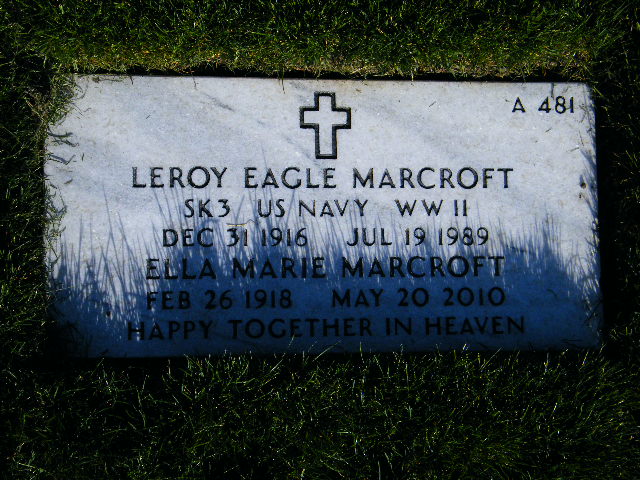 A 481
LEROY EAGLE MARCROFT
SK3 US NAVY WW II
DEC 31 1916 JUL 19 1989
ELLA MARIE MARCROFT
FEB 26 1918 MAY 20 2010
HAPPY TOGETHER IN HEAVEN